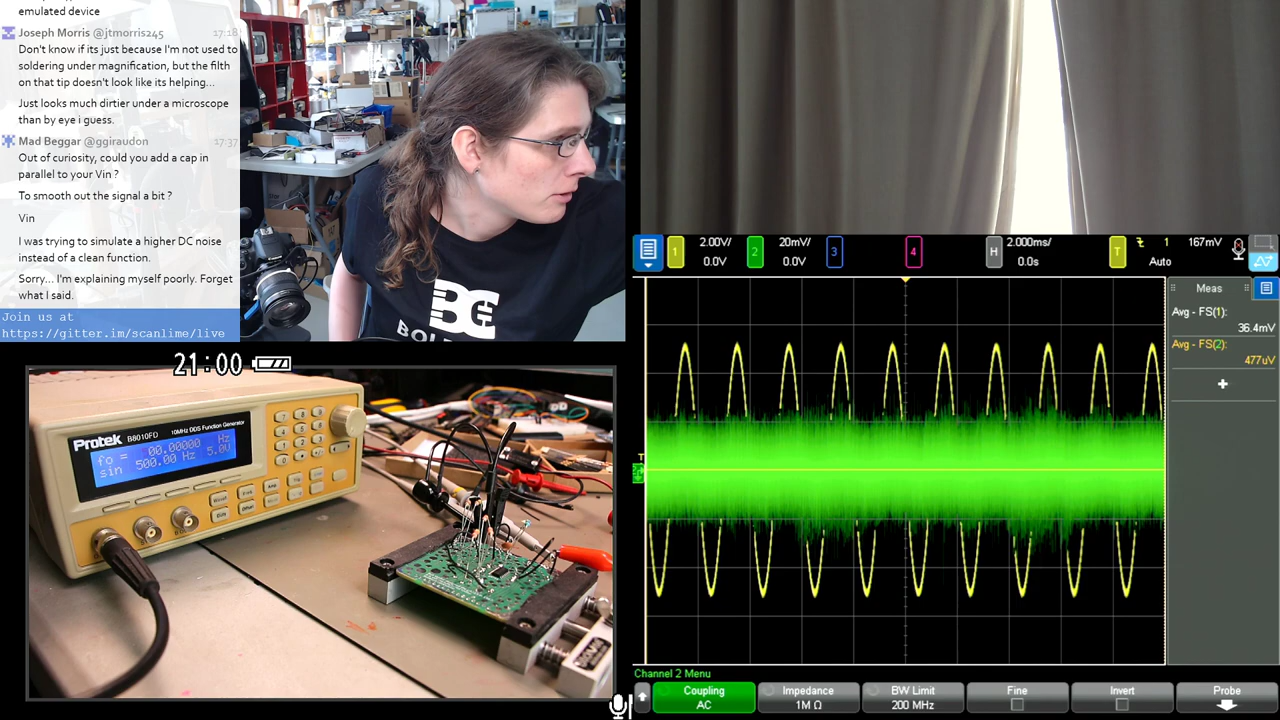 emulated device
Joseph Morris @jtmorris245 17:18
Don't know if its just because I'm not used to
soldering under magnification, but the filth
on that tip doesn't look like its helping...
Just looks much dirtier under a microscope
than by eye i guess.
Mad Beggar @ggiraudon 17:37
Out of curiosity, could you add a cap in
parallel to your Vin ?
To smooth out the signal a bit ?
Vin
I was trying to simulate a higher DC noise
instead of a clean function.
Sorry... I'm explaining myself poorly. Forget
what I said.
Join us at
https://gitter.im/scanlime/live
21:00
Protek B8010FD 10MHz DDS Function Generator
fo = 00.00000 Hz
sin 500.00 Hz 5.0V
1 2.00V/ 0.0V
2 20mV/ 0.0V
3
4
H 2.000ms/ 0.0s
T 1 167mV
Auto
Meas
Avg - FS(1):
36.4mV
Avg - FS(2):
477uV
Channel 2 Menu
Coupling
AC
Impedance
1M Ω
BW Limit
200 MHz
Fine
Invert
Probe